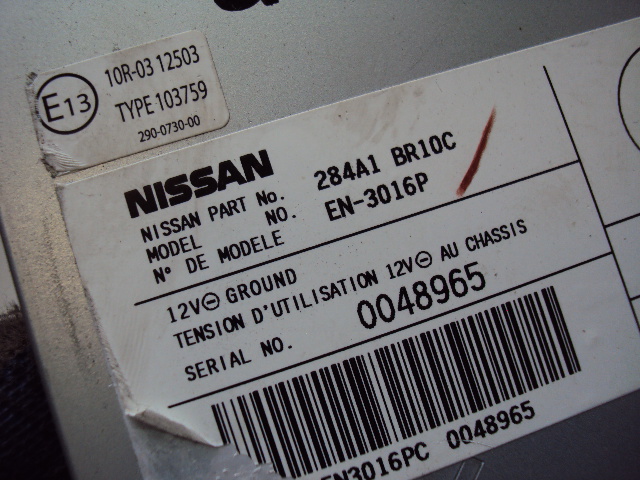 E13
10R-03 12503
TYPE 103759
290-0730-00
NISSAN
NISSAN PART No. 284A1 BR10C
MODEL NO. EN-3016P
N° DE MODELE
12V⊖ GROUND
TENSION D'UTILISATION 12V⊖ AU CHASSIS
SERIAL NO. 0048965
EN3016PC 0048965